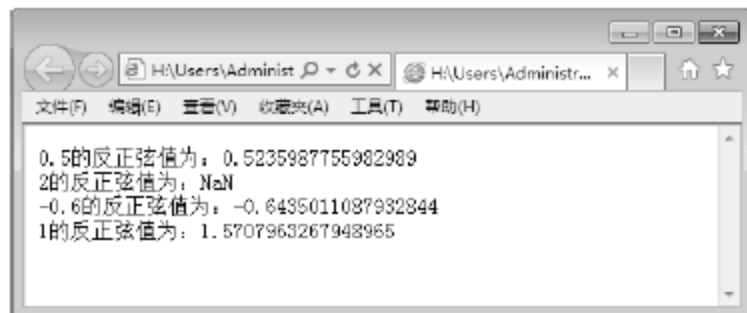 H:\Users\Administ
H:\Users\Administr...
文件(F) 编辑(E) 查看(V) 收藏夹(A) 工具(T) 帮助(H)
0.5的反正弦值为：0.5235987755982989
2的反正弦值为：NaN
-0.6的反正弦值为：-0.6435011087932844
1的反正弦值为：1.5707963267948965